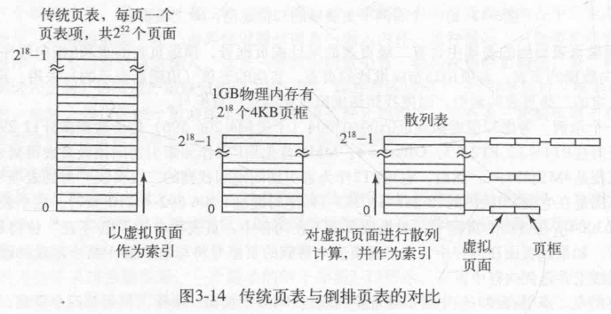 传统页表，每页一个
页表项，共2^52个页面
2^18−1
0
以虚拟页面
作为索引
1GB物理内存有
2^18个4KB页框
2^18−1
0
散列表
2^18−1
0
对虚拟页面进行散列
计算，并作为索引
虚拟
页面
页框
图3-14 传统页表与倒排页表的对比